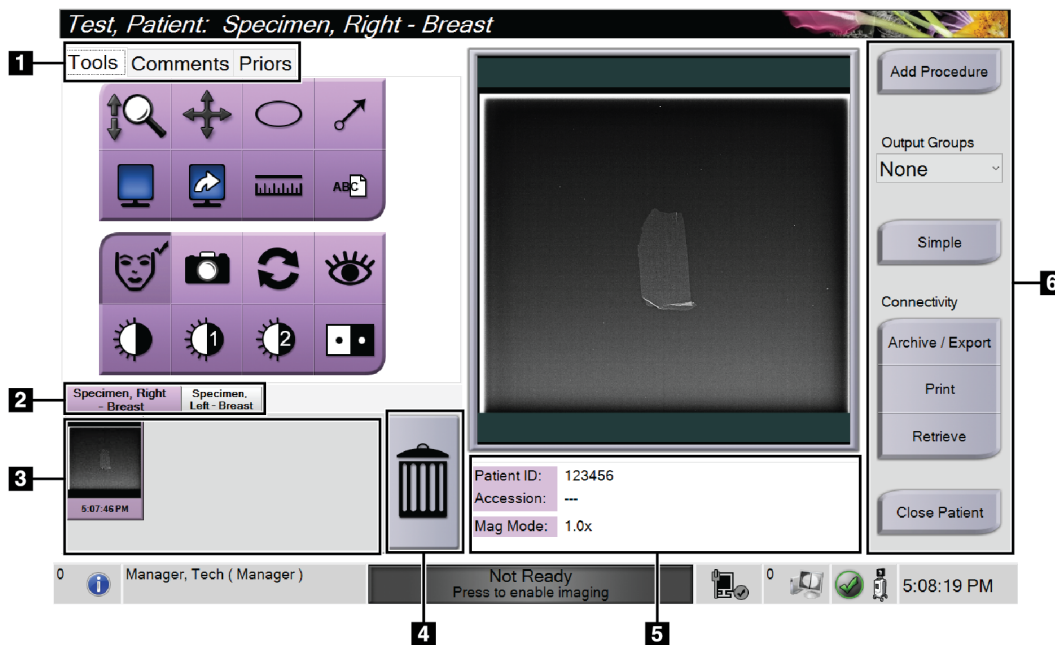 Test, Patient: Specimen, Right - Breast
1
Tools Comments Priors
ABC
1
2
2
Specimen, Right
- Breast
Specimen,
Left - Breast
3
5:07:46 PM
4
Patient ID: 123456
Accession: ---
Mag Mode: 1.0x
5
Add Procedure
Output Groups
None
Simple
Connectivity
Archive / Export
Print
Retrieve
Close Patient
6
0
i
Manager, Tech ( Manager )
Not Ready
Press to enable imaging
0
5:08:19 PM